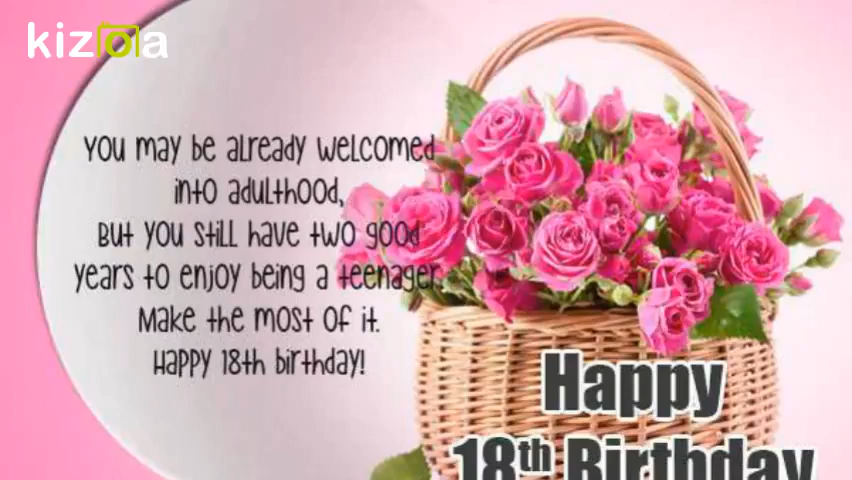 kizoa
You may be already welcomed
into adulthood,
But you still have two good
years to enjoy being a teenager.
Make the most of it.
Happy 18th birthday!
Happy
18th Birthday